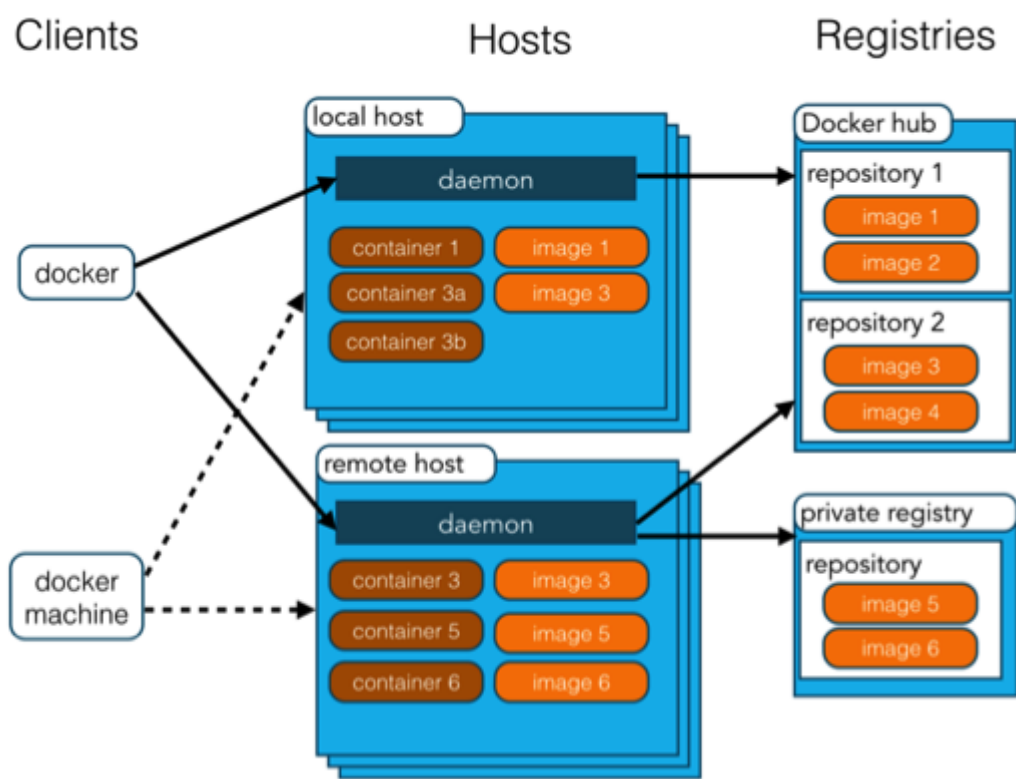 Clients
Hosts
Registries
local host
daemon
container 1
image 1
container 3a
image 3
container 3b
remote host
daemon
container 3
image 3
container 5
image 5
container 6
image 6
docker
docker
machine
Docker hub
repository 1
image 1
image 2
repository 2
image 3
image 4
private registry
repository
image 5
image 6